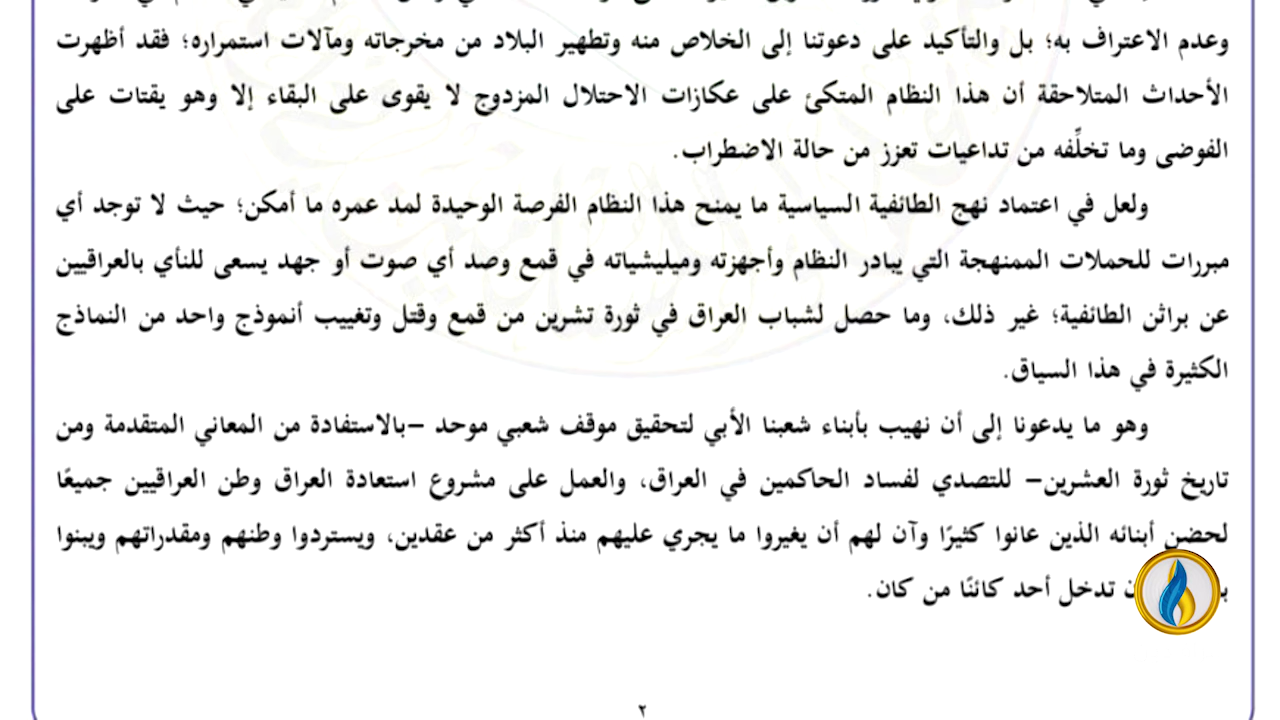 وعدم الاعتراف به؛ بل والتأكيد على دعوتنا إلى الخلاص منه وتطهير البلاد من مخرجاته ومآلات استمراره؛ فقد أظهرت
الأحداث المتلاحقة أن هذا النظام المتكئ على عكازات الاحتلال المزدوج لا يقوى على البقاء إلا وهو يقتات على
الفوضى وما تخلِّفه من تداعيات تعزز من حالة الاضطراب.
ولعل في اعتماد نهج الطائفية السياسية ما يمنح هذا النظام الفرصة الوحيدة لمد عمره ما أمكن؛ حيث لا توجد أي
مبررات للحملات الممنهجة التي يبادر النظام وأجهزته وميليشياته في قمع وصد أي صوت أو جهد يسعى للنأي بالعراقيين
عن براثن الطائفية؛ غير ذلك، وما حصل لشباب العراق في ثورة تشرين من قمع وقتل وتغييب أنموذج واحد من النماذج
الكثيرة في هذا السياق.
وهو ما يدعونا إلى أن نهيب بأبناء شعبنا الأبي لتحقيق موقف شعبي موحد –بالاستفادة من المعاني المتقدمة ومن
تاريخ ثورة العشرين– للتصدي لفساد الحاكمين في العراق، والعمل على مشروع استعادة العراق وطن العراقيين جميعًا
لحضن أبنائه الذين عانوا كثيرًا وآن لهم أن يغيروا ما يجري عليهم منذ أكثر من عقدين، ويستردوا وطنهم ومقدراتهم ويبنوا
تدخل أحد كائنًا من كان.
٢